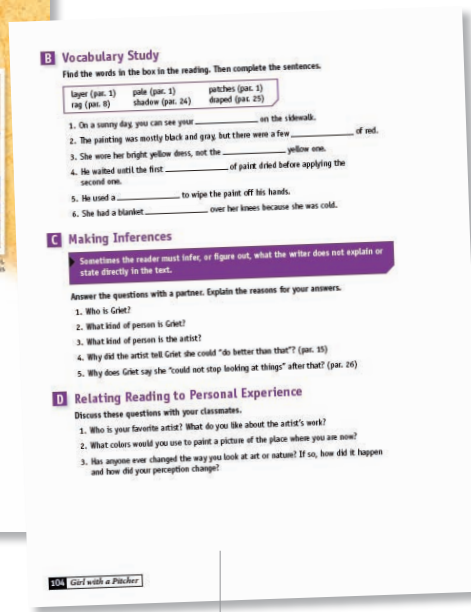 B Vocabulary Study
Find the words in the box in the reading. Then complete the sentences.
layer (par. 1) pale (par. 1) patches (par. 1)
rag (par. 8) shadow (par. 24) draped (par. 25)
1. On a sunny day, you can see your ______ on the sidewalk.
2. The painting was mostly black and gray, but there were a few ______ of red.
3. She wore her bright yellow dress, not the ______ yellow one.
4. He waited until the first ______ of paint dried before applying the
second one.
5. He used a ______ to wipe the paint off his hands.
6. She had a blanket ______ over her knees because she was cold.
C Making Inferences
Sometimes the reader must infer, or figure out, what the writer does not explain or
state directly in the text.
Answer the questions with a partner. Explain the reasons for your answers.
1. Who is Griet?
2. What kind of person is Griet?
3. What kind of person is the artist?
4. Why did the artist tell Griet she could "do better than that"? (par. 15)
5. Why does Griet say she "could not stop looking at things" after that? (par. 26)
D Relating Reading to Personal Experience
Discuss these questions with your classmates.
1. Who is your favorite artist? What do you like about the artist's work?
2. What colors would you use to paint a picture of the place where you are now?
3. Has anyone ever changed the way you look at art or nature? If so, how did it happen
and how did your perception change?
104 Girl with a Pitcher